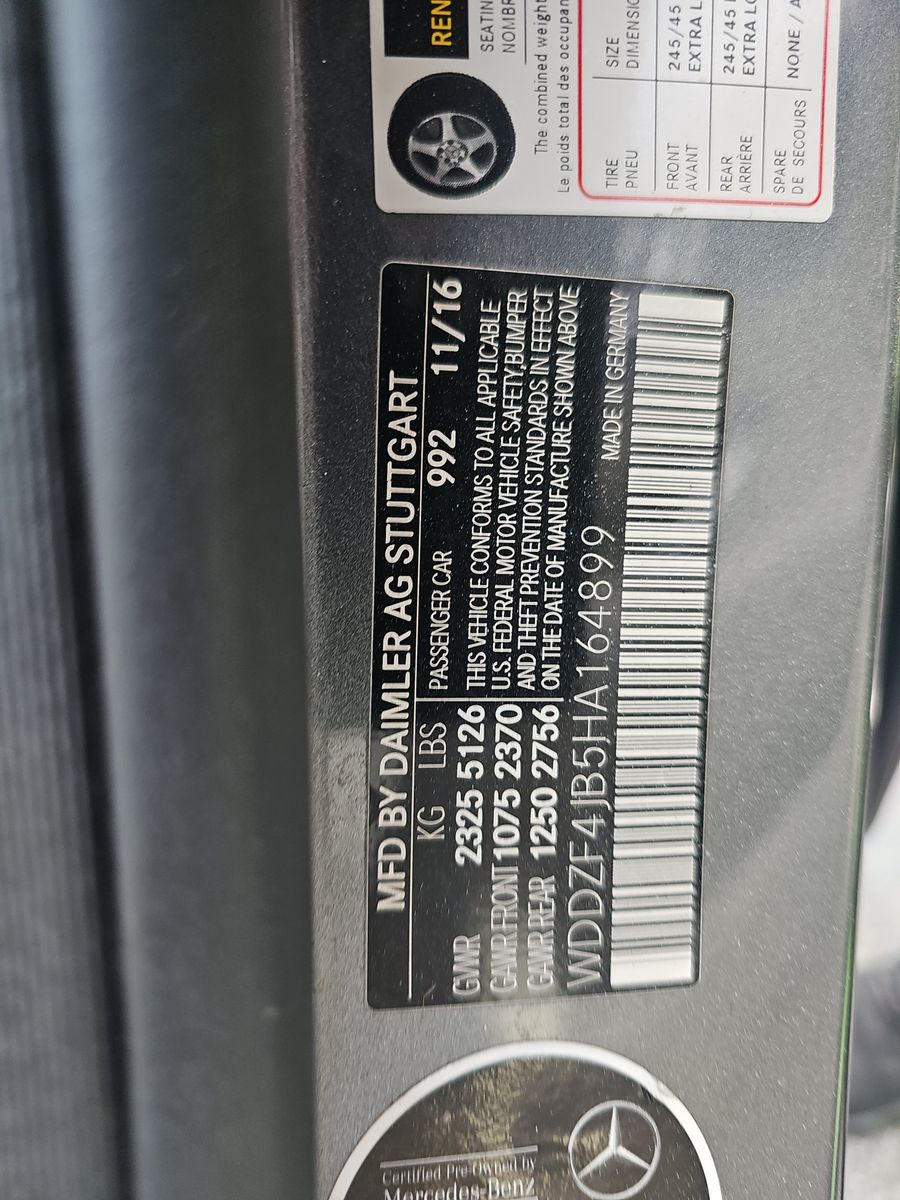 MFD BY DAIMLER AG STUTTGART
KG LBS PASSENGER CAR 992 11/16
GVWR 2325 5126 THIS VEHICLE CONFORMS TO ALL APPLICABLE
GAWR FRONT 1075 2370 U.S. FEDERAL MOTOR VEHICLE SAFETY,BUMPER
GAWR REAR 1250 2756 AND THEFT PREVENTION STANDARDS IN EFFECT
ON THE DATE OF MANUFACTURE SHOWN ABOVE
WDDZF4JB5HA164899 MADE IN GERMANY
REN
SEATIN
NOMBR
The combined weight
Le poids total des occupan
TIRE SIZE
PNEU DIMENSIO
FRONT 245/45
AVANT EXTRA L
REAR 245/45
ARRIÈRE EXTRA LO
SPARE NONE / A
DE SECOURS
Certified Pre-Owned by
Mercedes-Benz